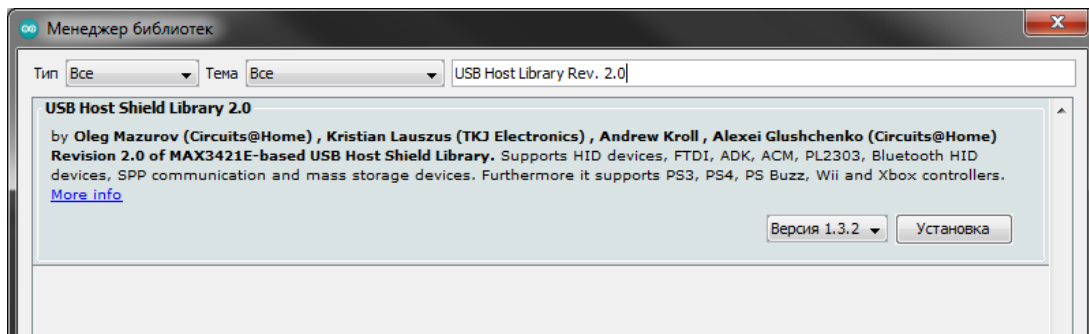 Менеджер библиотек
Тип Все Тема Все USB Host Library Rev. 2.0
USB Host Shield Library 2.0
by Oleg Mazurov (Circuits@Home) , Kristian Lauszus (TKJ Electronics) , Andrew Kroll , Alexei Glushchenko (Circuits@Home)
Revision 2.0 of MAX3421E-based USB Host Shield Library. Supports HID devices, FTDI, ADK, ACM, PL2303, Bluetooth HID
devices, SPP communication and mass storage devices. Furthermore it supports PS3, PS4, PS Buzz, Wii and Xbox controllers.
More info
Версия 1.3.2 Установка